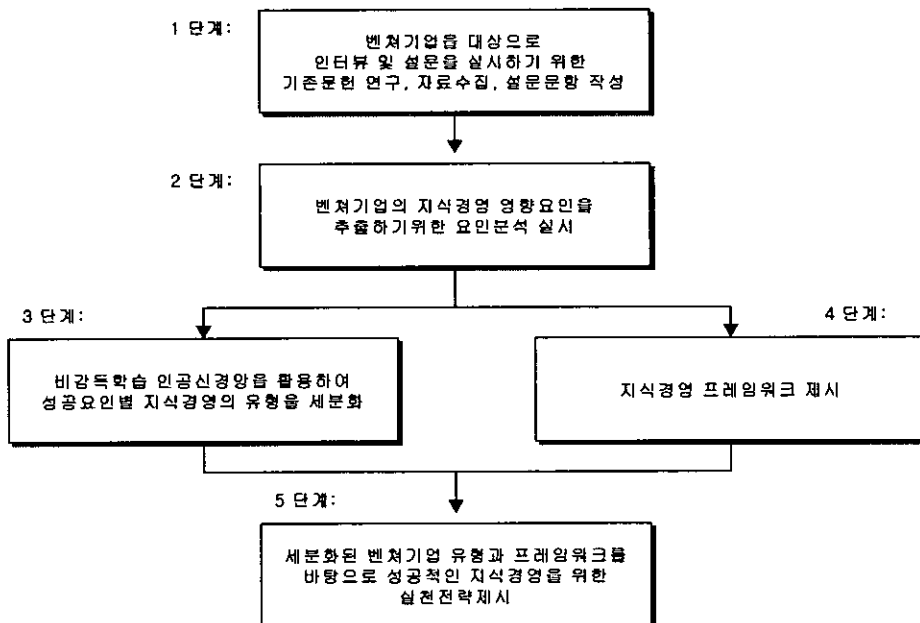 1 단계:
벤쳐기업을 대상으로
인터뷰 및 설문을 실시하기 위한
기존문헌 연구, 자료수집, 설문문항 작성
2 단계:
벤쳐기업의 지식경영 영향요인을
추출하기위한 요인분석 실시
3 단계:
비감독학습 인공신경망을 활용하여
성공요인별 지식경영의 유형을 세분화
4 단계:
지식경영 프레임워크 제시
5 단계:
세분화된 벤쳐기업 유형과 프레임워크를
바탕으로 성공적인 지식경영을 위한
실천전략제시